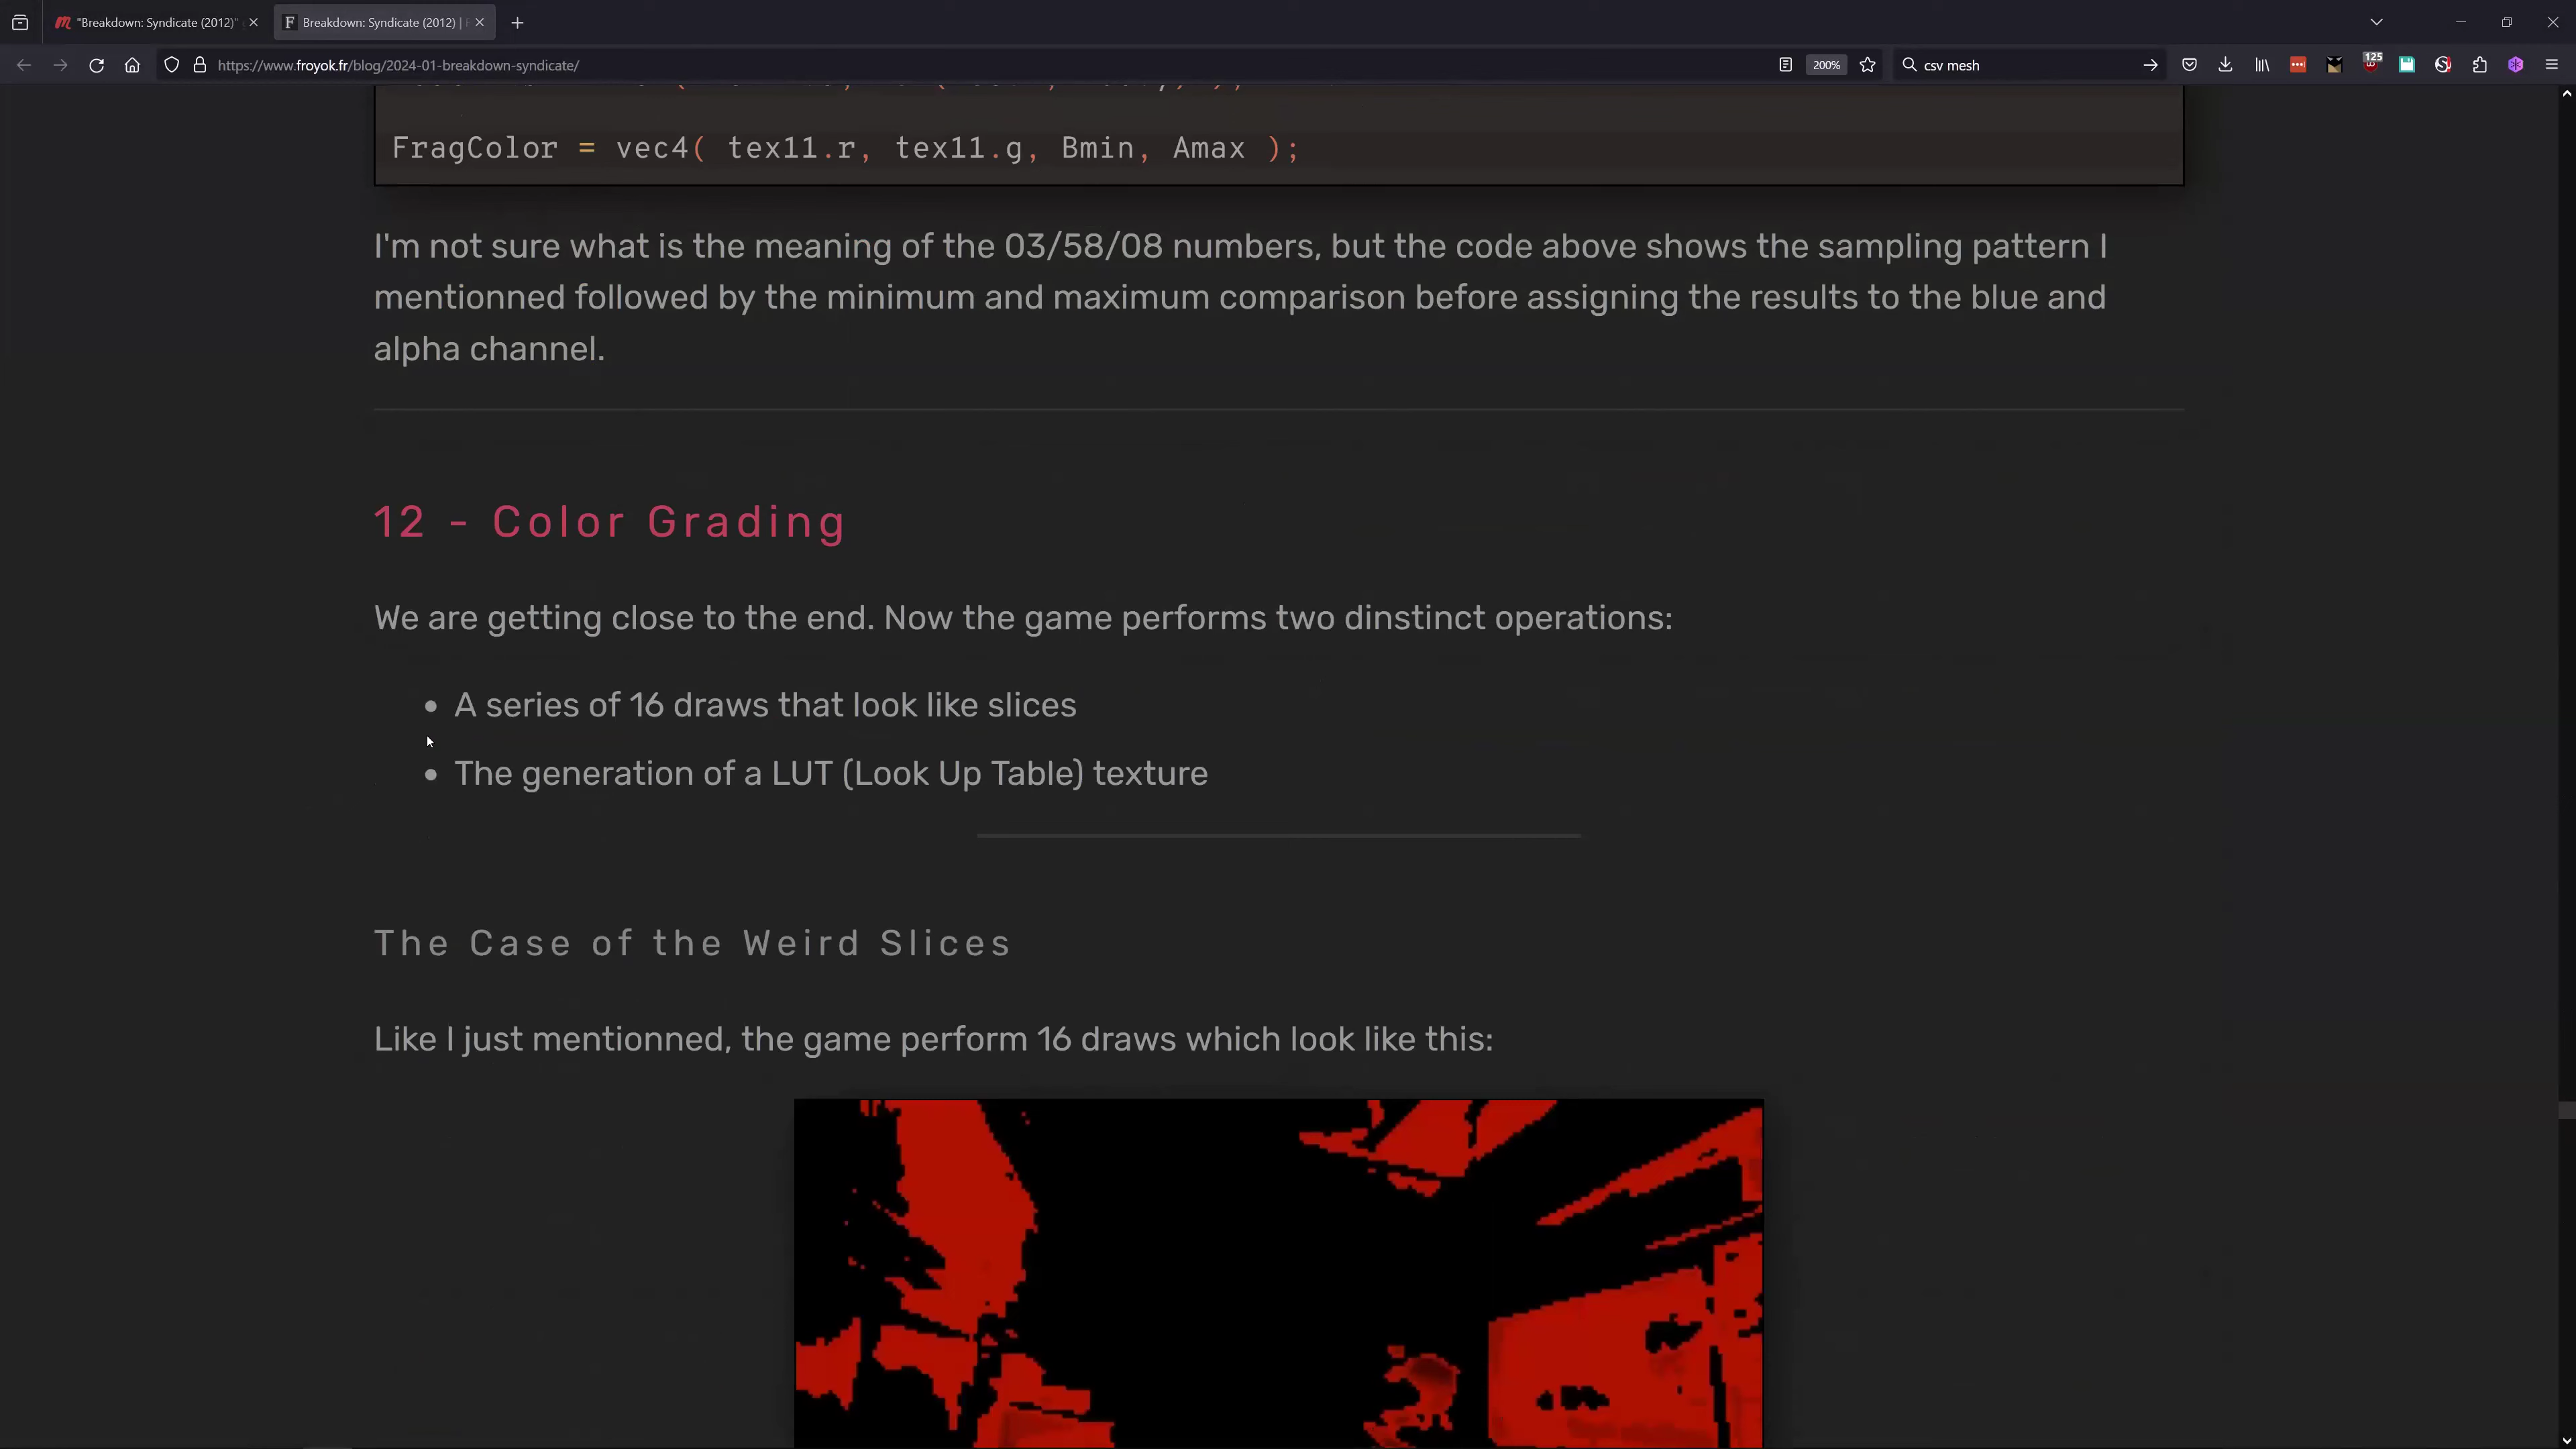 "Breakdown: Syndicate (2012)"
Breakdown: Syndicate (2012) |
https://www.froyok.fr/blog/2024-01-breakdown-syndicate/
200%
csv mesh
125
FragColor = vec4( tex11.r, tex11.g, Bmin, Amax );
I'm not sure what is the meaning of the 03/58/08 numbers, but the code above shows the sampling pattern I
mentionned followed by the minimum and maximum comparison before assigning the results to the blue and
alpha channel.
12 - Color Grading
We are getting close to the end. Now the game performs two dinstinct operations:
• A series of 16 draws that look like slices
• The generation of a LUT (Look Up Table) texture
The Case of the Weird Slices
Like I just mentionned, the game perform 16 draws which look like this: